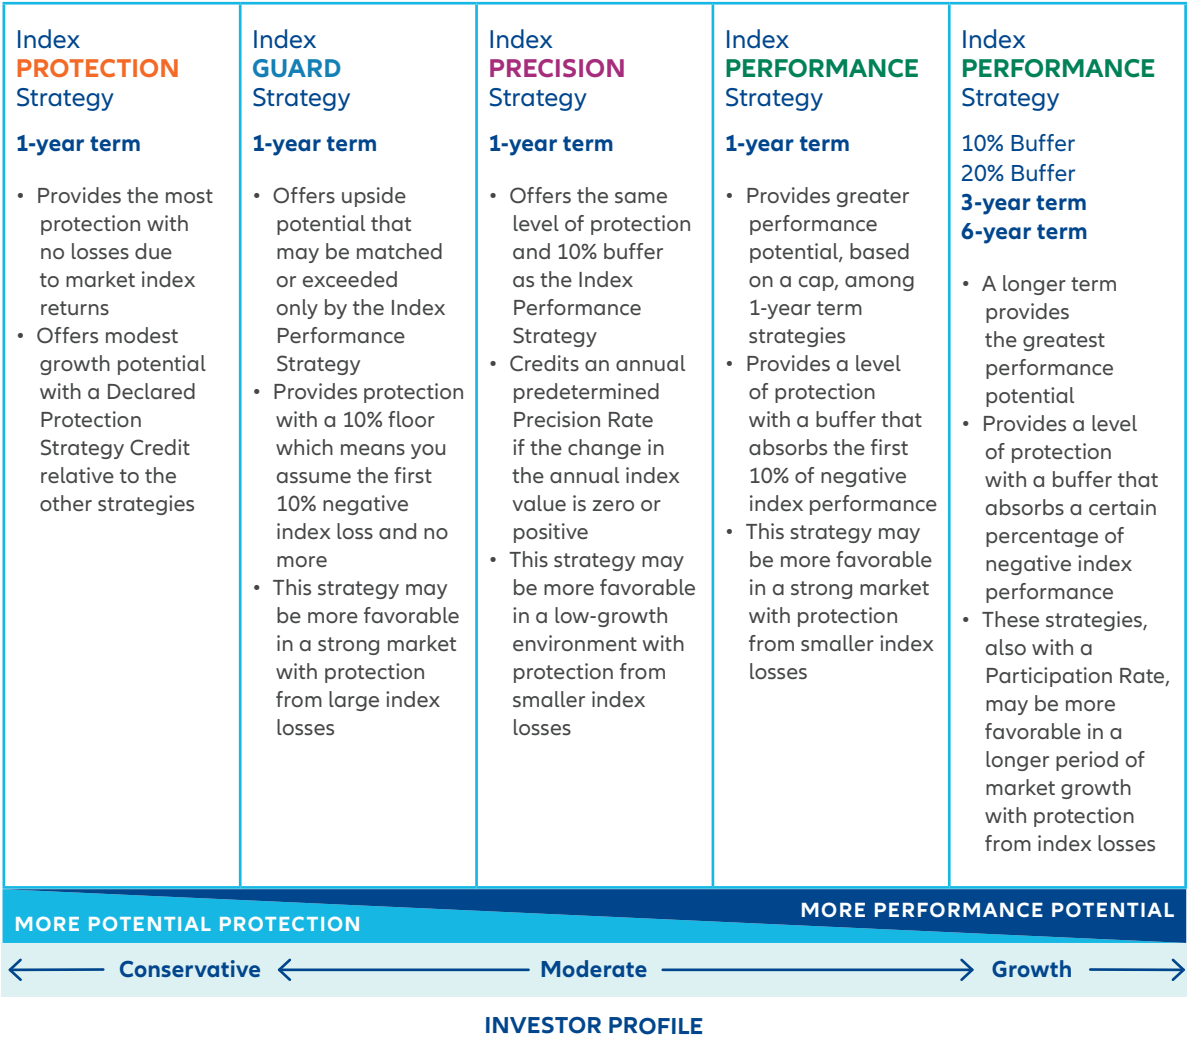 Index
PROTECTION
Strategy
1-year term
• Provides the most
protection with
no losses due
to market index
returns
• Offers modest
growth potential
with a Declared
Protection
Strategy Credit
relative to the
other strategies
Index
GUARD
Strategy
1-year term
• Offers upside
potential that
may be matched
or exceeded
only by the Index
Performance
Strategy
• Provides protection
with a 10% floor
which means you
assume the first
10% negative
index loss and no
more
• This strategy may
be more favorable
in a strong market
with protection
from large index
losses
Index
PRECISION
Strategy
1-year term
• Offers the same
level of protection
and 10% buffer
as the Index
Performance
Strategy
• Credits an annual
predetermined
Precision Rate
if the change in
the annual index
value is zero or
positive
• This strategy may
be more favorable
in a low-growth
environment with
protection from
smaller index
losses
Index
PERFORMANCE
Strategy
1-year term
• Provides greater
performance
potential, based
on a cap, among
1-year term
strategies
• Provides a level
of protection
with a buffer that
absorbs the first
10% of negative
index performance
• This strategy may
be more favorable
in a strong market
with protection
from smaller index
losses
Index
PERFORMANCE
Strategy
10% Buffer
20% Buffer
3-year term
6-year term
• A longer term
provides
the greatest
performance
potential
• Provides a level
of protection
with a buffer that
absorbs a certain
percentage of
negative index
performance
• These strategies,
also with a
Participation Rate,
may be more
favorable in a
longer period of
market growth
with protection
from index losses
MORE POTENTIAL PROTECTION
MORE PERFORMANCE POTENTIAL
Conservative
Moderate
Growth
INVESTOR PROFILE